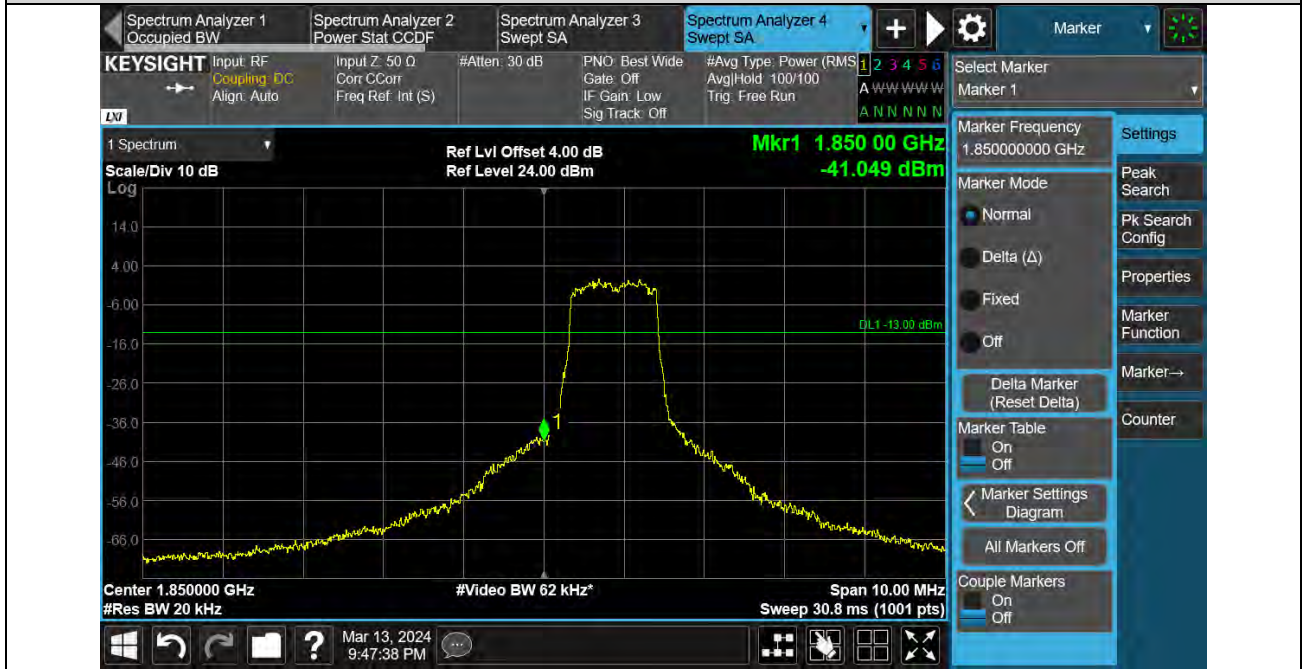 Spectrum Analyzer 1
Occupied BW
Spectrum Analyzer 2
Power Stat CCDF
Spectrum Analyzer 3
Swept SA
Spectrum Analyzer 4
Swept SA
+
Marker
KEYSIGHT
Input: RF
Coupling: DC
Align: Auto
Input Z: 50 Ω
Corr CCorr
Freq Ref: Int (S)
#Atten: 30 dB
PNO: Best Wide
Gate: Off
IF Gain: Low
Sig Track: Off
#Avg Type: Power (RMS
Avg|Hold: 100/100
Trig: Free Run
1 2 3 4 5 6
A W W W W W
A N N N N N
LXI
Select Marker
Marker 1
1 Spectrum
Scale/Div 10 dB
Log
Ref Lvl Offset 4.00 dB
Ref Level 24.00 dBm
Mkr1 1.850 00 GHz
-41.049 dBm
14.0
4.00
-6.00
-16.0
-26.0
-36.0
-46.0
-56.0
-66.0
DL1 -13.00 dBm
1
Center 1.850000 GHz
#Res BW 20 kHz
#Video BW 62 kHz*
Span 10.00 MHz
Sweep 30.8 ms (1001 pts)
Marker Frequency
1.850000000 GHz
Marker Mode
Normal
Delta (Δ)
Fixed
Off
Delta Marker
(Reset Delta)
Marker Table
On
Off
Marker Settings
Diagram
All Markers Off
Couple Markers
On
Off
Settings
Peak
Search
Pk Search
Config
Properties
Marker
Function
Marker→
Counter
?
Mar 13, 2024
9:47:38 PM